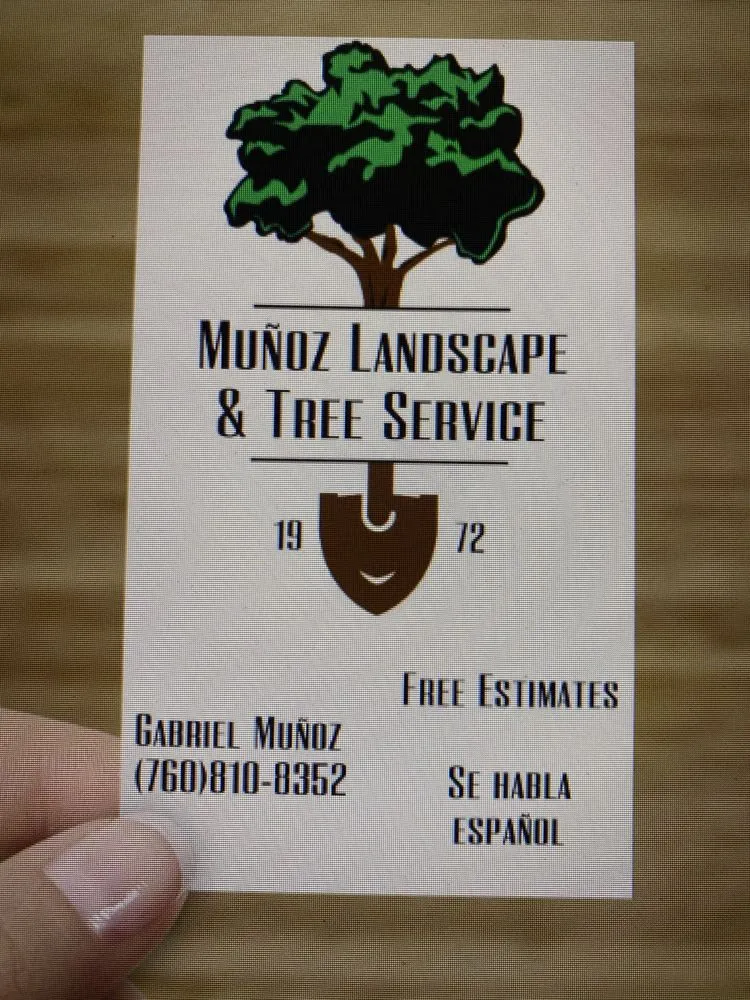 MUÑOZ LANDSCAPE
& TREE SERVICE
19 72
FREE ESTIMATES
GABRIEL MUÑOZ
(760)810-8352
SE HABLA
ESPAÑOL